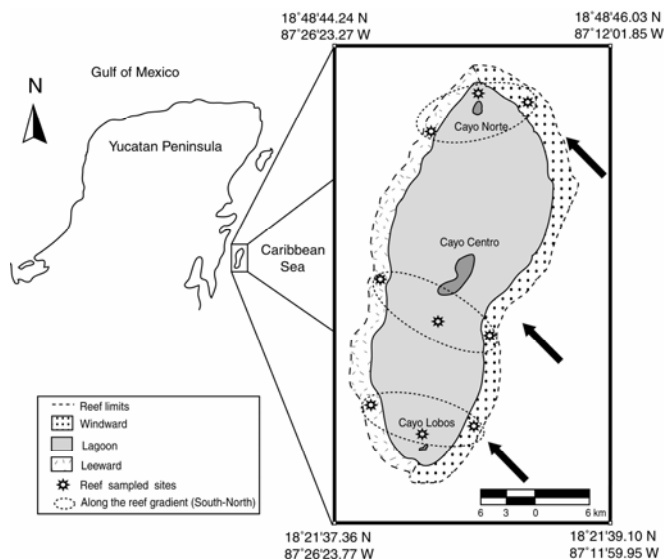 18˚48'44.24 N
87˚26'23.27 W
18˚48'46.03 N
87˚12'01.85 W
N
Gulf of Mexico
Yucatan Peninsula
Caribbean
Sea
Cayo Norte
Cayo Centro
Cayo Lobos
Reef limits
Windward
Lagoon
Leeward
Reef sampled sites
Along the reef gradient (South-North)
6 3 0 6 km
18˚21'37.36 N
87˚26'23.77 W
18˚21'39.10 N
87˚11'59.95 W